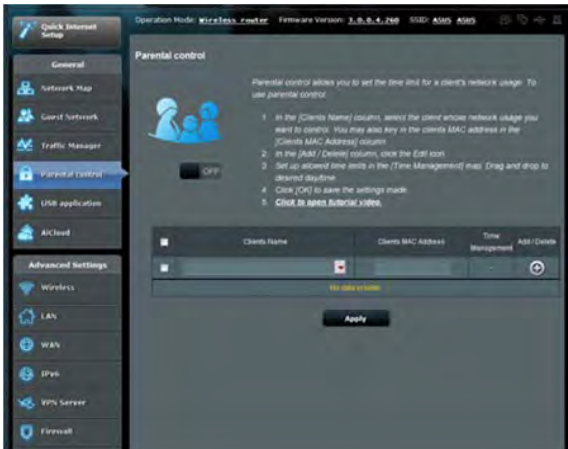 Quick Internet
Setup
Operation Mode: Wireless router Firmware Version: 3.0.0.4.260 SSID: ASUS ASUS
General
Network Map
Guest Network
Traffic Manager
Parental control
USB application
AiCloud
Advanced Settings
Wireless
LAN
WAN
IPv6
VPN Server
Firewall
Parental control
Parental control allows you to set the time limit for a client's network usage. To
use parental control:
1. In the [Clients Name] column, select the client whose network usage you
want to control. You may also key in the clients MAC address in the
[Clients MAC Address] column
2. In the [Add / Delete] column, click the Edit icon.
3. Set up allowed time limits in the [Time Management] map. Drag and drop to
desired day/time.
4. Click [OK] to save the settings made.
5. Click to open tutorial video.
OFF
Clients Name Clients MAC Address Time Management Add / Delete
-
No data in table.
Apply